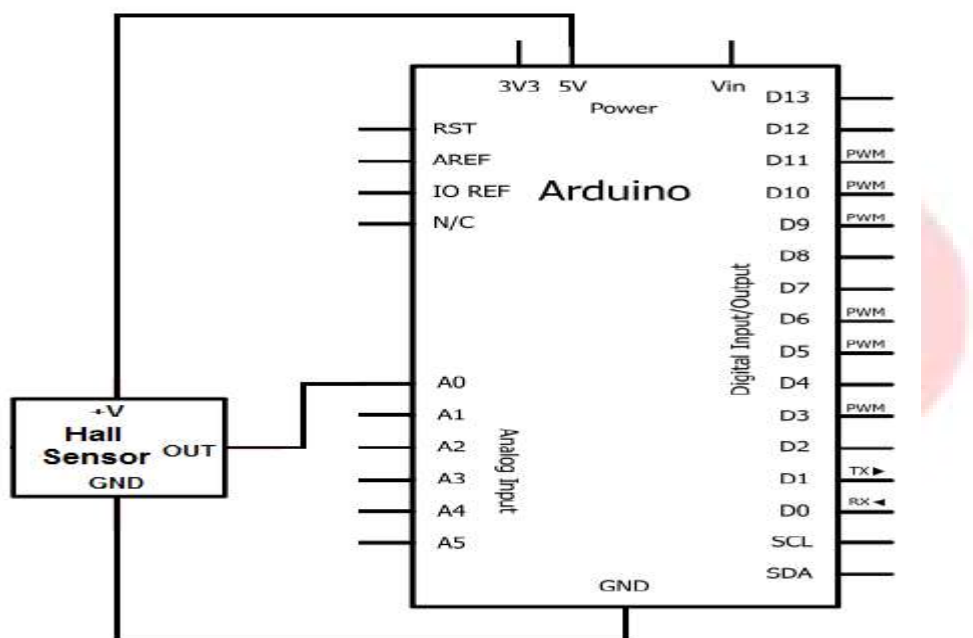 3V3 5V Vin
Power
D13
RST
D12
AREF
D11 PWM
IO REF
Arduino
D10 PWM
N/C
D9 PWM
D8
D7
Digital Input/Output
D6 PWM
D5 PWM
A0
D4
+V
A1
D3 PWM
Hall
Sensor OUT
A2
D2
Analog Input
GND
A3
D1 TX ►
A4
D0 RX ◄
A5
SCL
SDA
GND